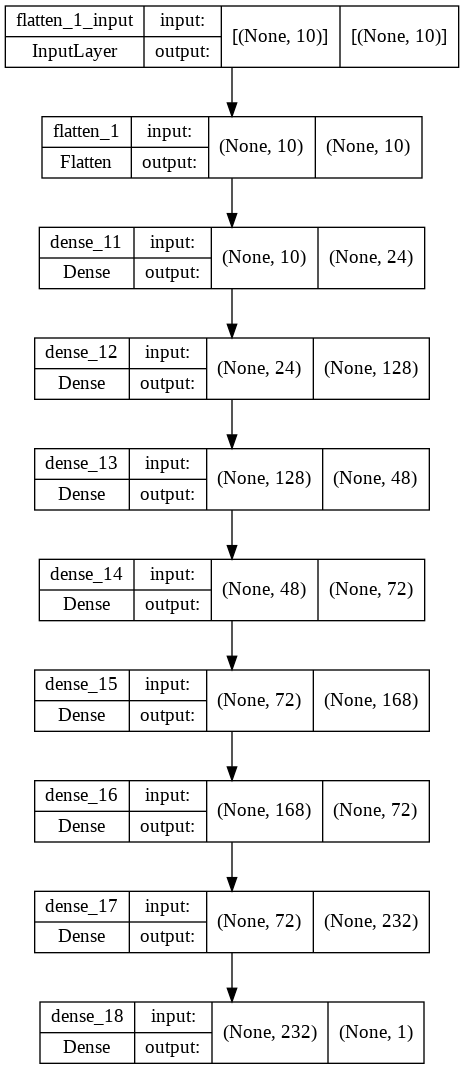 flatten_1_input input: [(None, 10)] [(None, 10)]
InputLayer output:
flatten_1 input: (None, 10) (None, 10)
Flatten output:
dense_11 input: (None, 10) (None, 24)
Dense output:
dense_12 input: (None, 24) (None, 128)
Dense output:
dense_13 input: (None, 128) (None, 48)
Dense output:
dense_14 input: (None, 48) (None, 72)
Dense output:
dense_15 input: (None, 72) (None, 168)
Dense output:
dense_16 input: (None, 168) (None, 72)
Dense output:
dense_17 input: (None, 72) (None, 232)
Dense output:
dense_18 input: (None, 232) (None, 1)
Dense output: